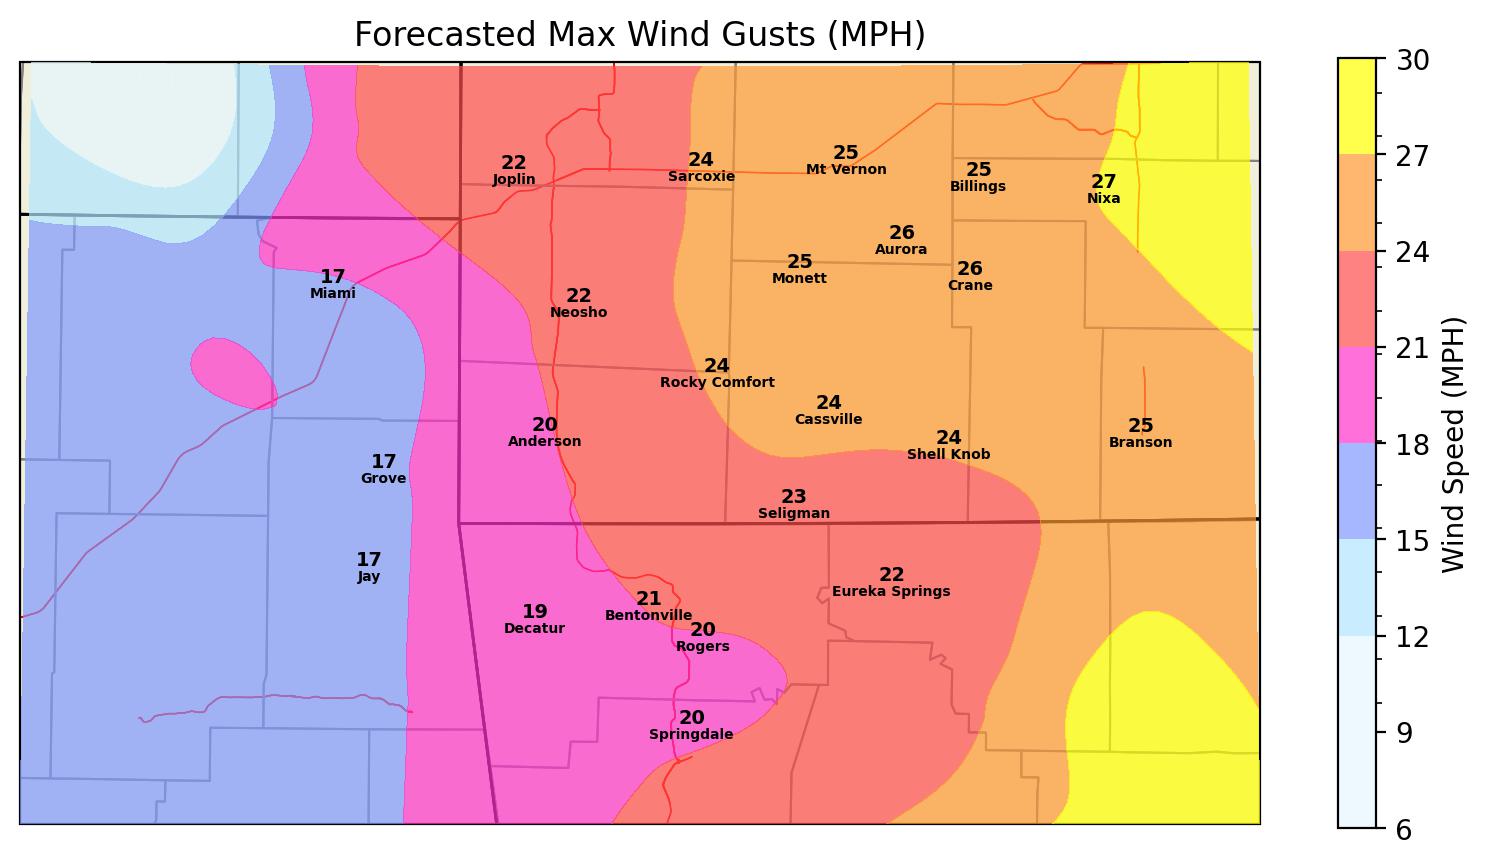 Forecasted Max Wind Gusts (MPH)
22
Joplin
24
Sarcoxie
25
Mt Vernon
25
Billings
27
Nixa
26
Aurora
25
Monett
26
Crane
17
Miami
22
Neosho
24
Rocky Comfort
24
Cassville
20
Anderson
24
Shell Knob
25
Branson
17
Grove
23
Seligman
17
Jay
22
Eureka Springs
19
Decatur
21
Bentonville
20
Rogers
20
Springdale
30
27
24
21
18
15
12
9
6
Wind Speed (MPH)